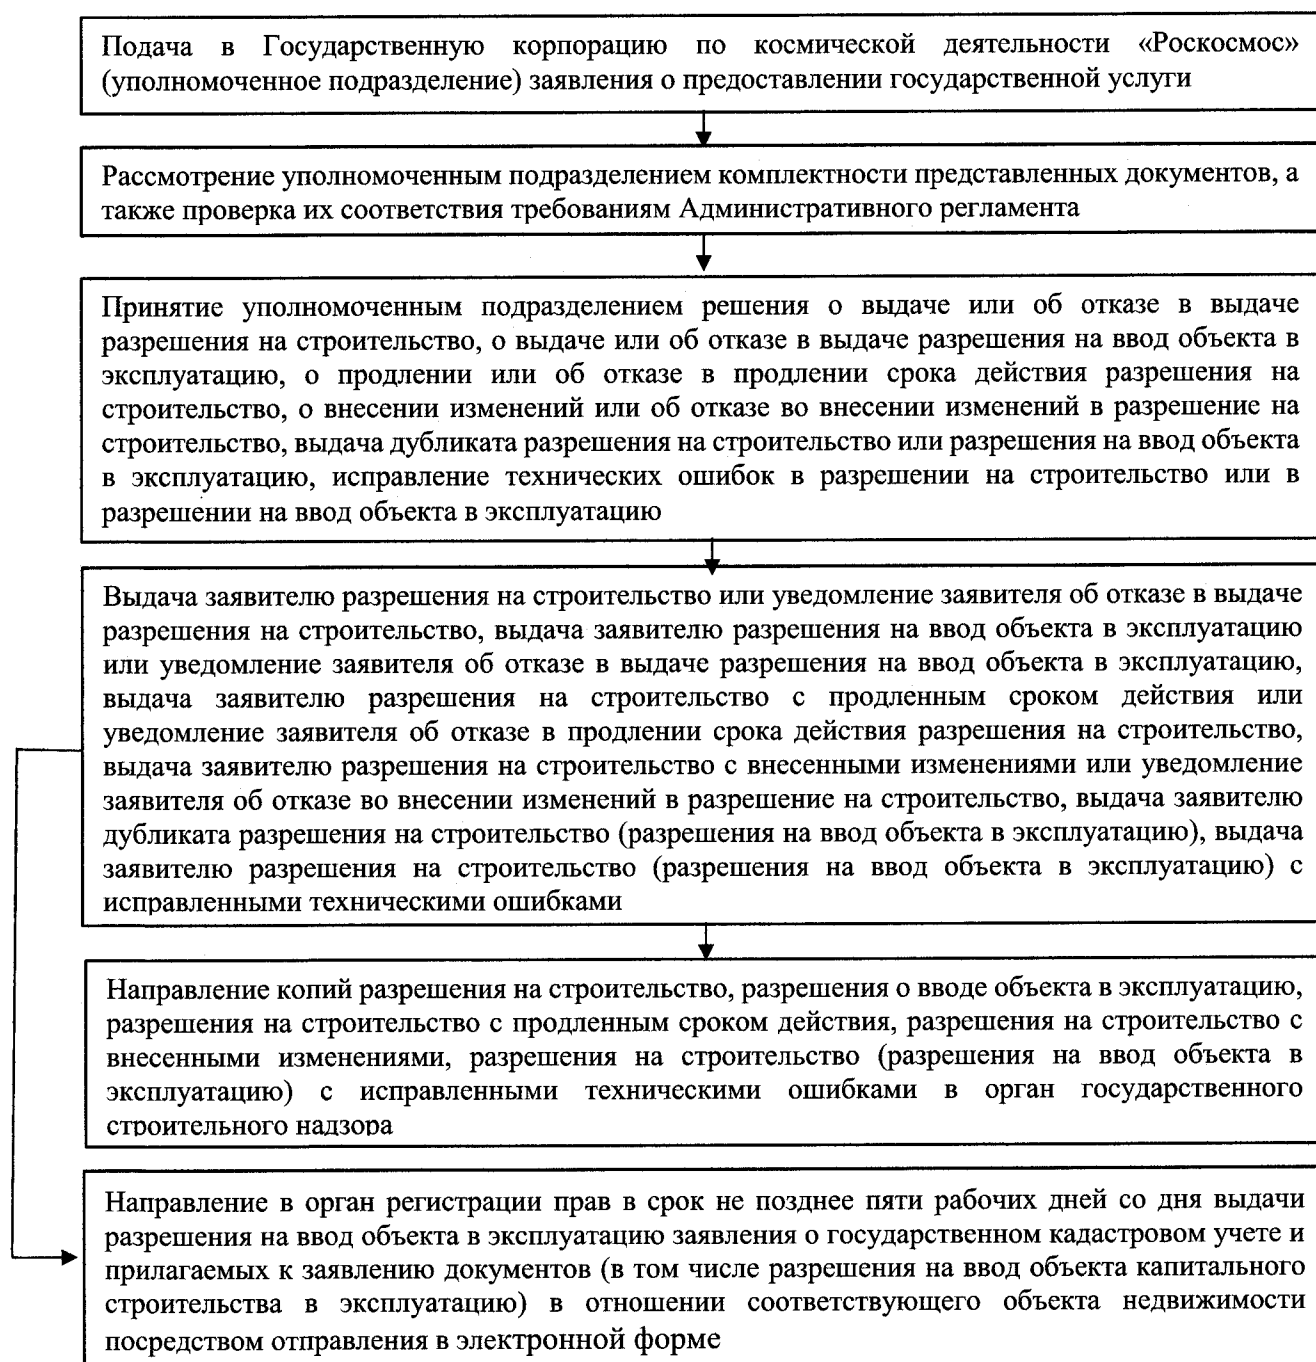 Подача в Государственную корпорацию по космической деятельности «Роскосмос»
(уполномоченное подразделение) заявления о предоставлении государственной услуги
Рассмотрение уполномоченным подразделением комплектности представленных документов, а
также проверка их соответствия требованиям Административного регламента
Принятие уполномоченным подразделением решения о выдаче или об отказе в выдаче
разрешения на строительство, о выдаче или об отказе в выдаче разрешения на ввод объекта в
эксплуатацию, о продлении или об отказе в продлении срока действия разрешения на
строительство, о внесении изменений или об отказе во внесении изменений в разрешение на
строительство, выдача дубликата разрешения на строительство или разрешения на ввод объекта
в эксплуатацию, исправление технических ошибок в разрешении на строительство или в
разрешении на ввод объекта в эксплуатацию
Выдача заявителю разрешения на строительство или уведомление заявителя об отказе в выдаче
разрешения на строительство, выдача заявителю разрешения на ввод объекта в эксплуатацию
или уведомление заявителя об отказе в выдаче разрешения на ввод объекта в эксплуатацию,
выдача заявителю разрешения на строительство с продленным сроком действия или
уведомление заявителя об отказе в продлении срока действия разрешения на строительство,
выдача заявителю разрешения на строительство с внесенными изменениями или уведомление
заявителя об отказе во внесении изменений в разрешение на строительство, выдача заявителю
дубликата разрешения на строительство (разрешения на ввод объекта в эксплуатацию), выдача
заявителю разрешения на строительство (разрешения на ввод объекта в эксплуатацию) с
исправленными техническими ошибками
Направление копий разрешения на строительство, разрешения о вводе объекта в эксплуатацию,
разрешения на строительство с продленным сроком действия, разрешения на строительство с
внесенными изменениями, разрешения на строительство (разрешения на ввод объекта в
эксплуатацию) с исправленными техническими ошибками в орган государственного
строительного надзора
Направление в орган регистрации прав в срок не позднее пяти рабочих дней со дня выдачи
разрешения на ввод объекта в эксплуатацию заявления о государственном кадастровом учете и
прилагаемых к заявлению документов (в том числе разрешения на ввод объекта капитального
строительства в эксплуатацию) в отношении соответствующего объекта недвижимости
посредством отправления в электронной форме